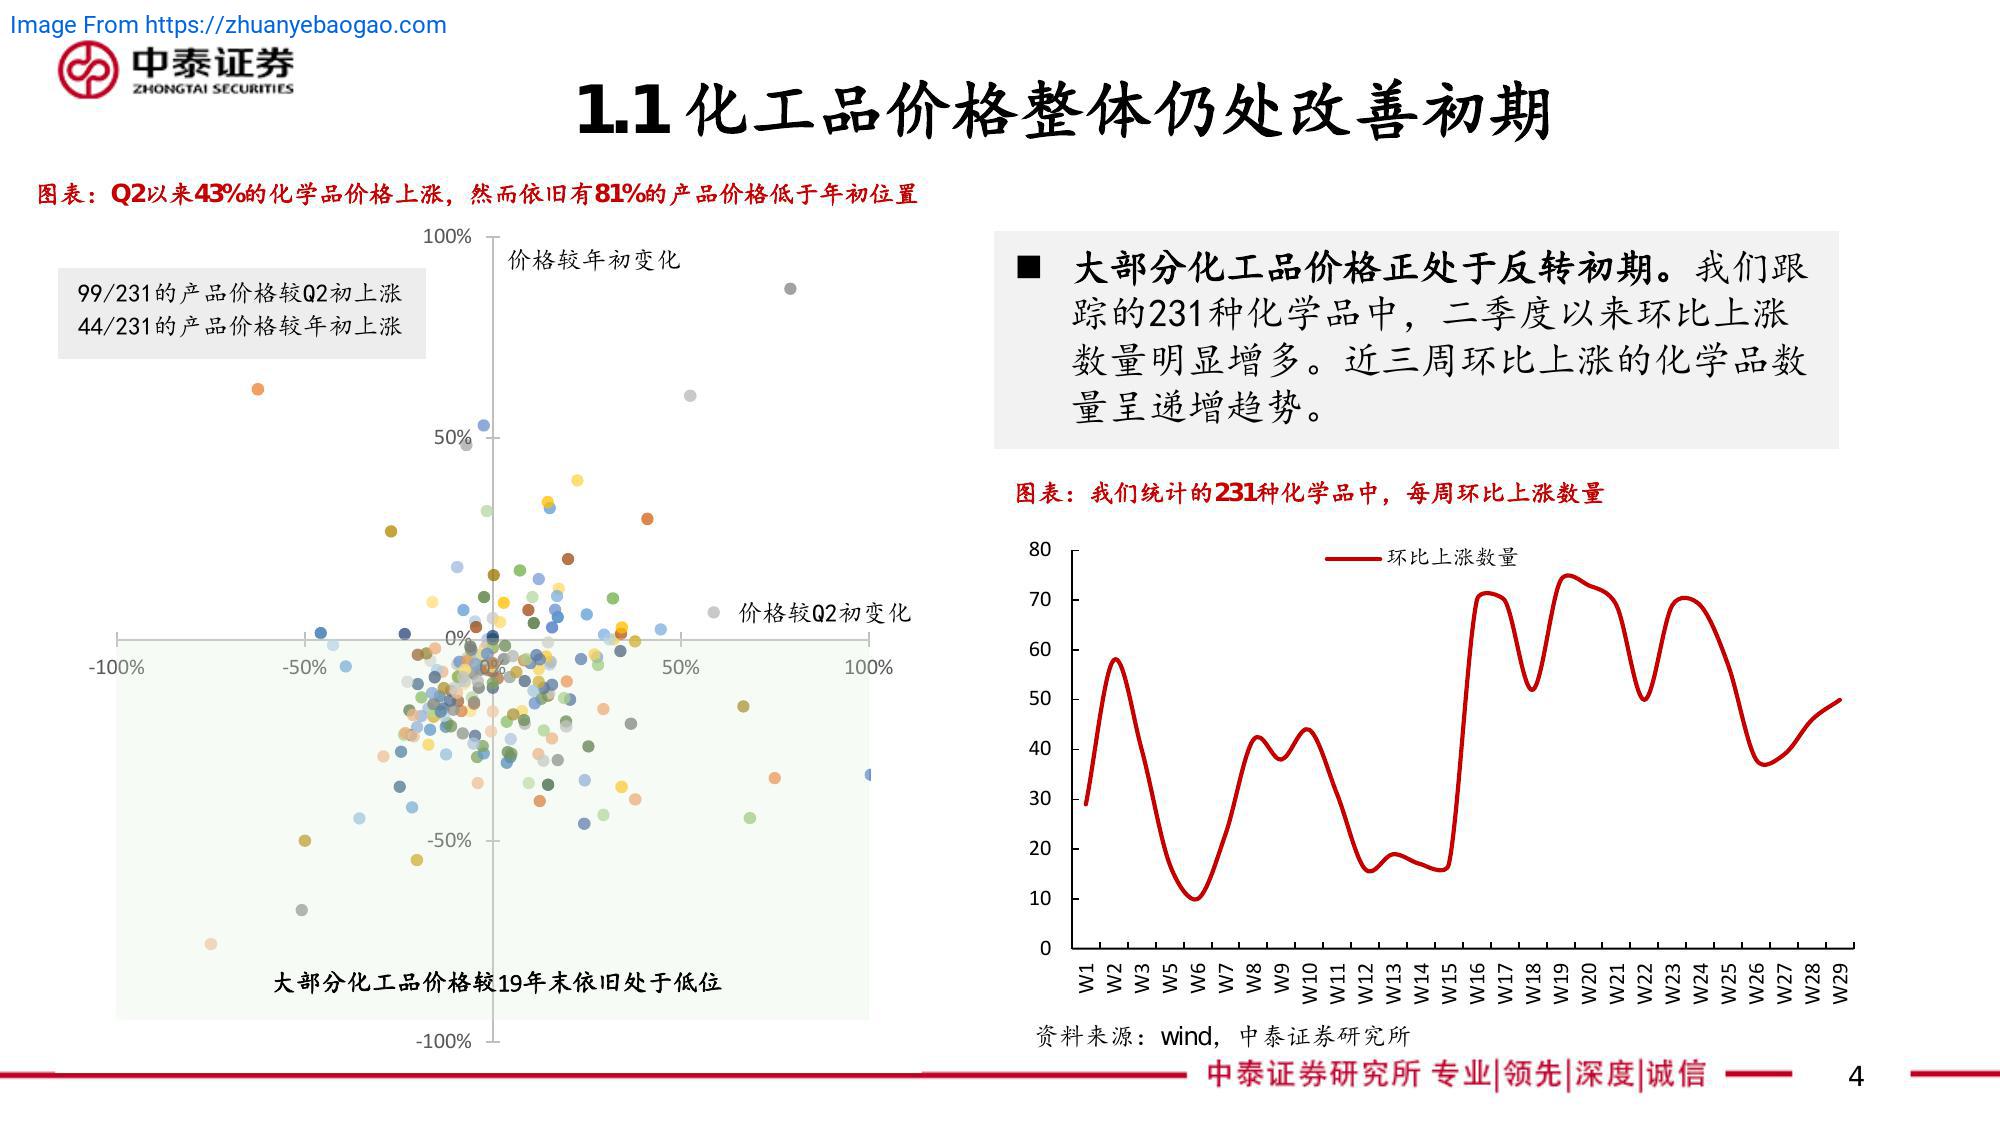 Image From https://zhuanyebaogao.com
中泰证券
ZHONGTAI SECURITIES
1.1 化工品价格整体仍处改善初期
图表：Q2以来43%的化学品价格上涨，然而依旧有81%的产品价格低于年初位置
100%
价格较年初变化
99/231的产品价格较Q2初上涨
44/231的产品价格较年初上涨
50%
价格较Q2初变化
0%
-100%
-50%
0%
50%
100%
-50%
大部分化工品价格较19年末依旧处于低位
-100%
■ 大部分化工品价格正处于反转初期。我们跟
踪的231种化学品中，二季度以来环比上涨
数量明显增多。近三周环比上涨的化学品数
量呈递增趋势。
图表：我们统计的231种化学品中，每周环比上涨数量
环比上涨数量
80
70
60
50
40
30
20
10
0
W1 W2 W3 W5 W6 W7 W8 W9 W10 W11 W12 W13 W14 W15 W16 W17 W18 W19 W20 W21 W22 W23 W24 W25 W26 W27 W28 W29
资料来源：wind，中泰证券研究所
中泰证券研究所 专业|领先|深度|诚信
4